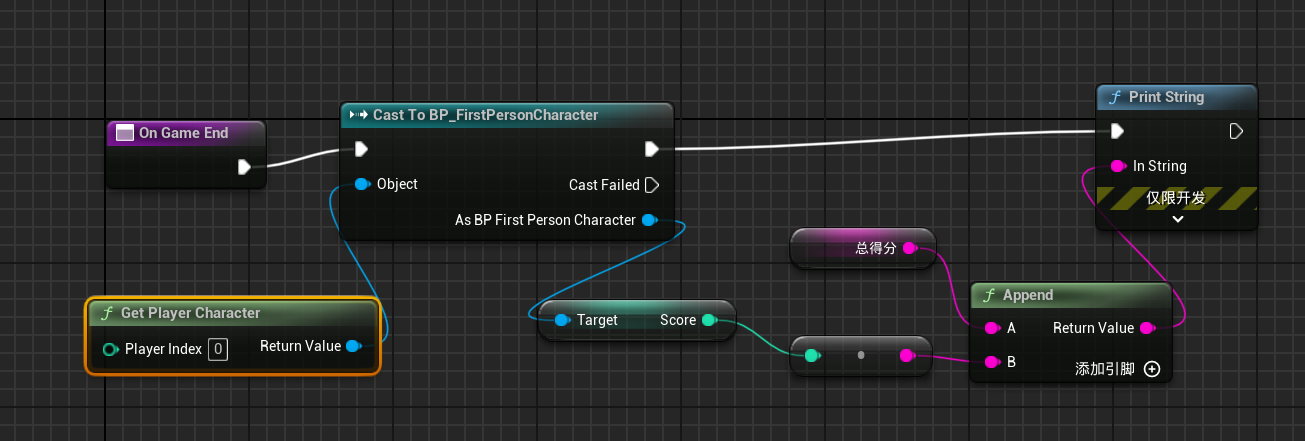 On Game End
Cast To BP_FirstPersonCharacter
Object
Cast Failed
As BP First Person Character
Get Player Character
Player Index 0
Return Value
Target Score
总得分
Append
A Return Value
B
添加引脚
Print String
In String
仅限开发